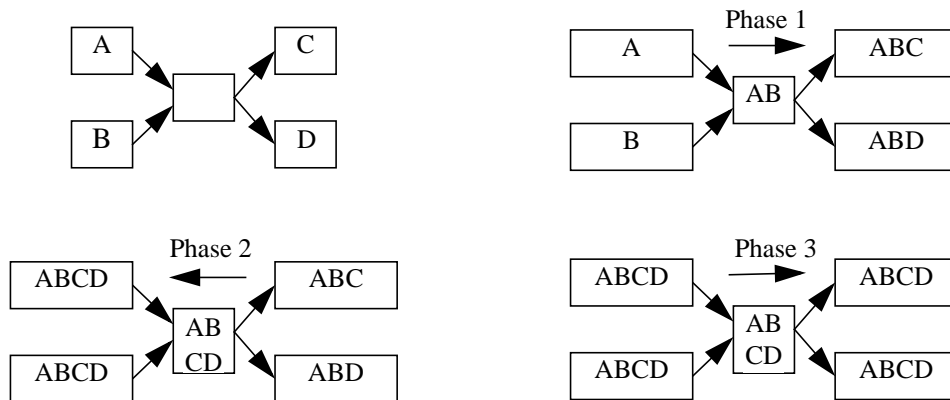 A
C
B
D
Phase 1
A
ABC
AB
B
ABD
Phase 2
ABCD
ABC
AB
CD
ABCD
ABD
Phase 3
ABCD
ABCD
AB
CD
ABCD
ABCD